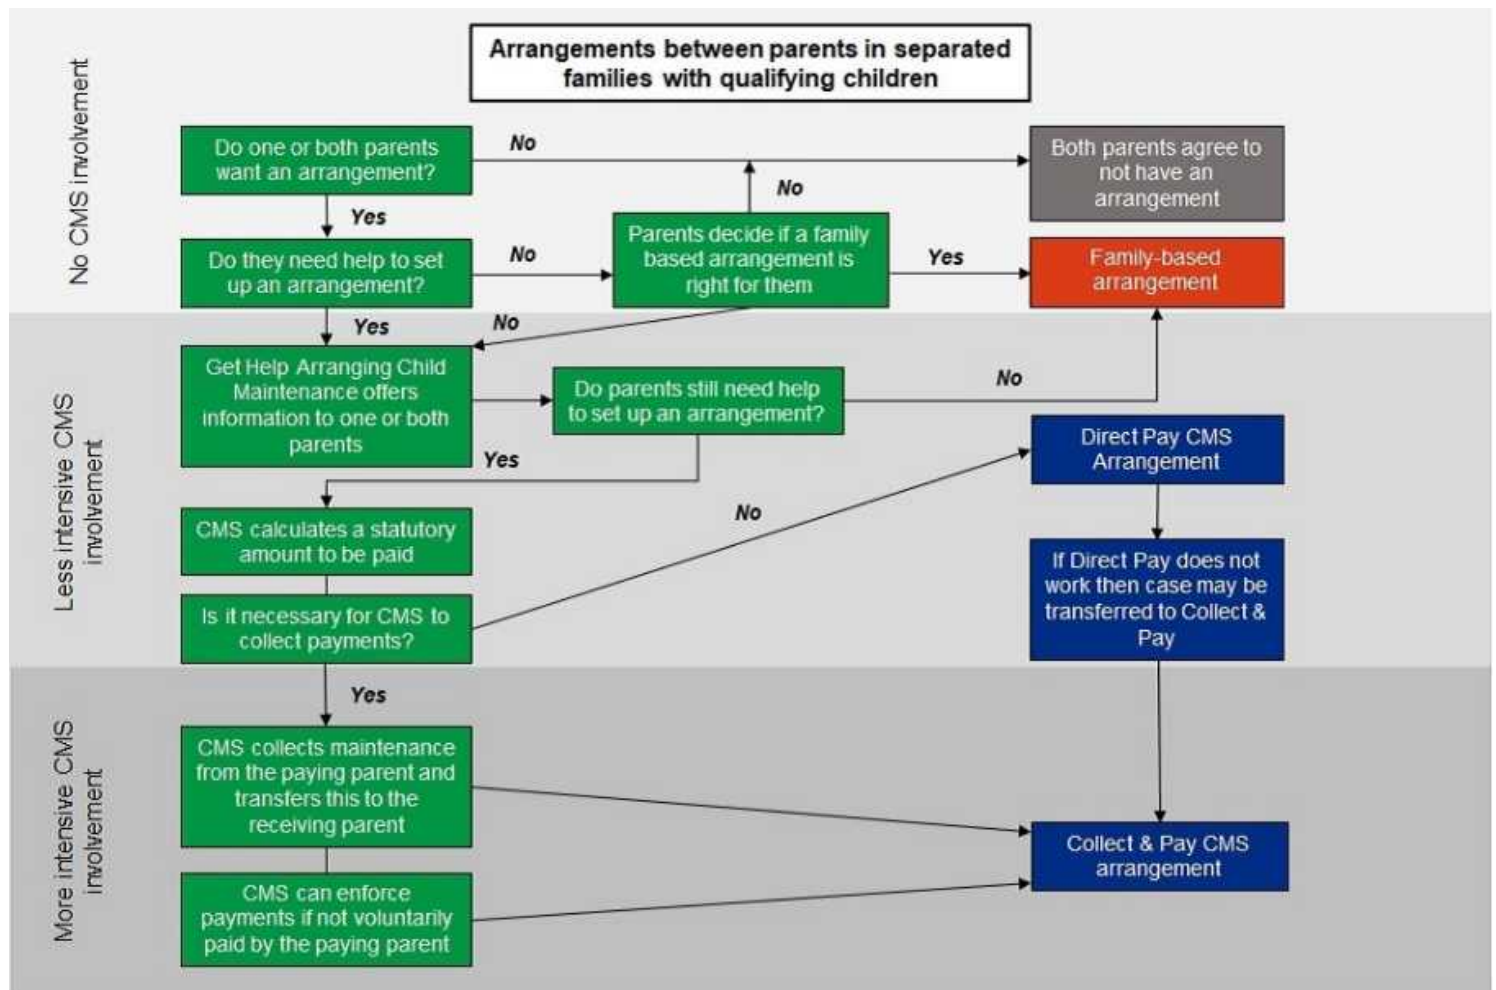 Arrangements between parents in separated
families with qualifying children
No CMS involvement
Do one or both parents
want an arrangement?
No
Both parents agree to
not have an
arrangement
No
Yes
Parents decide if a family
based arrangement is
right for them
Do they need help to set
up an arrangement?
No
Yes
Family-based
arrangement
Yes
No
Less intensive CMS
involvement
Get Help Arranging Child
Maintenance offers
information to one or both
parents
Do parents still need help
to set up an arrangement?
No
Direct Pay CMS
Arrangement
Yes
No
CMS calculates a statutory
amount to be paid
If Direct Pay does not
work then case may be
transferred to Collect &
Pay
Is it necessary for CMS to
collect payments?
More intensive CMS
involvement
Yes
CMS collects maintenance
from the paying parent and
transfers this to the
receiving parent
Collect & Pay CMS
arrangement
CMS can enforce
payments if not voluntarily
paid by the paying parent